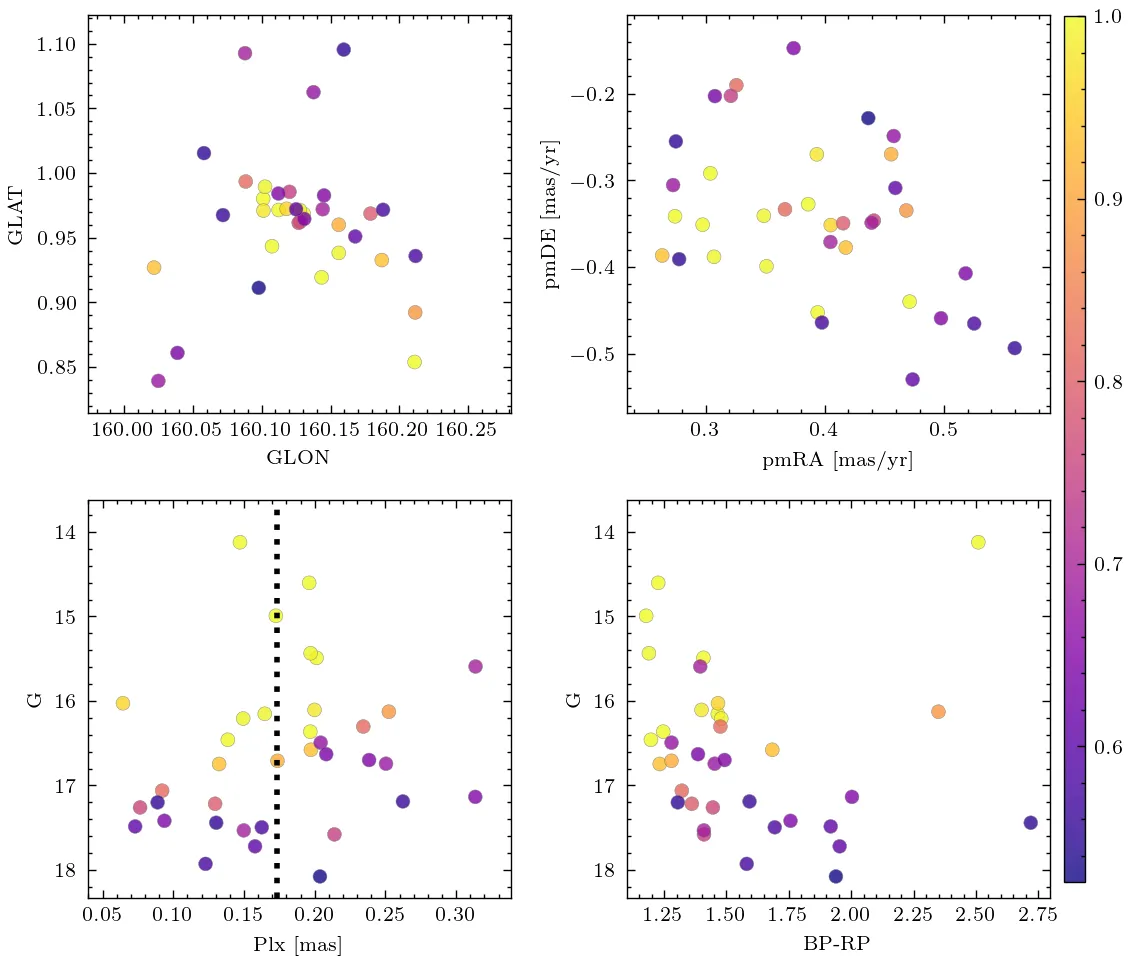 1.10
1.05
1.00
0.95
0.90
0.85
GLAT
160.00 160.05 160.10 160.15 160.20 160.25
GLON
−0.2
−0.3
−0.4
−0.5
pmDE [mas/yr]
0.3 0.4 0.5
pmRA [mas/yr]
1.0
0.9
0.8
0.7
0.6
14
15
16
17
18
G
0.05 0.10 0.15 0.20 0.25 0.30
Plx [mas]
14
15
16
17
18
G
1.25 1.50 1.75 2.00 2.25 2.50 2.75
BP-RP